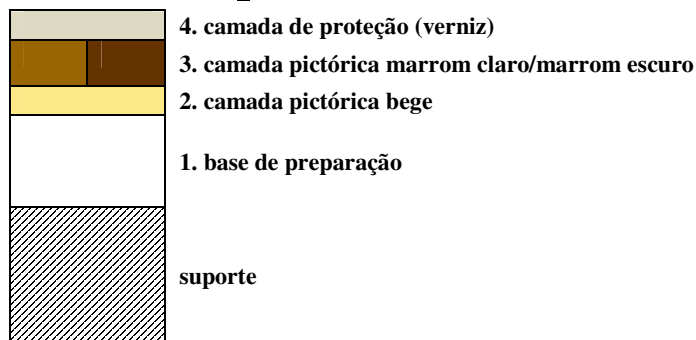 4. camada de proteção (verniz)
3. camada pictórica marrom claro/marrom escuro
2. camada pictórica bege
1. base de preparação
suporte